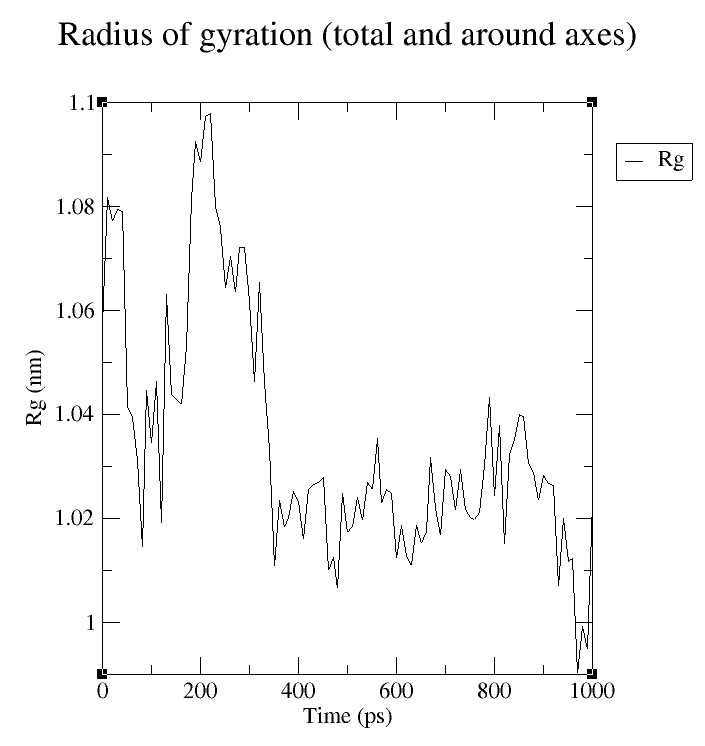 Radius of gyration (total and around axes)
1.1
Rg
1.08
1.06
Rg (nm)
1.04
1.02
1
0 200 400 600 800 1000
Time (ps)